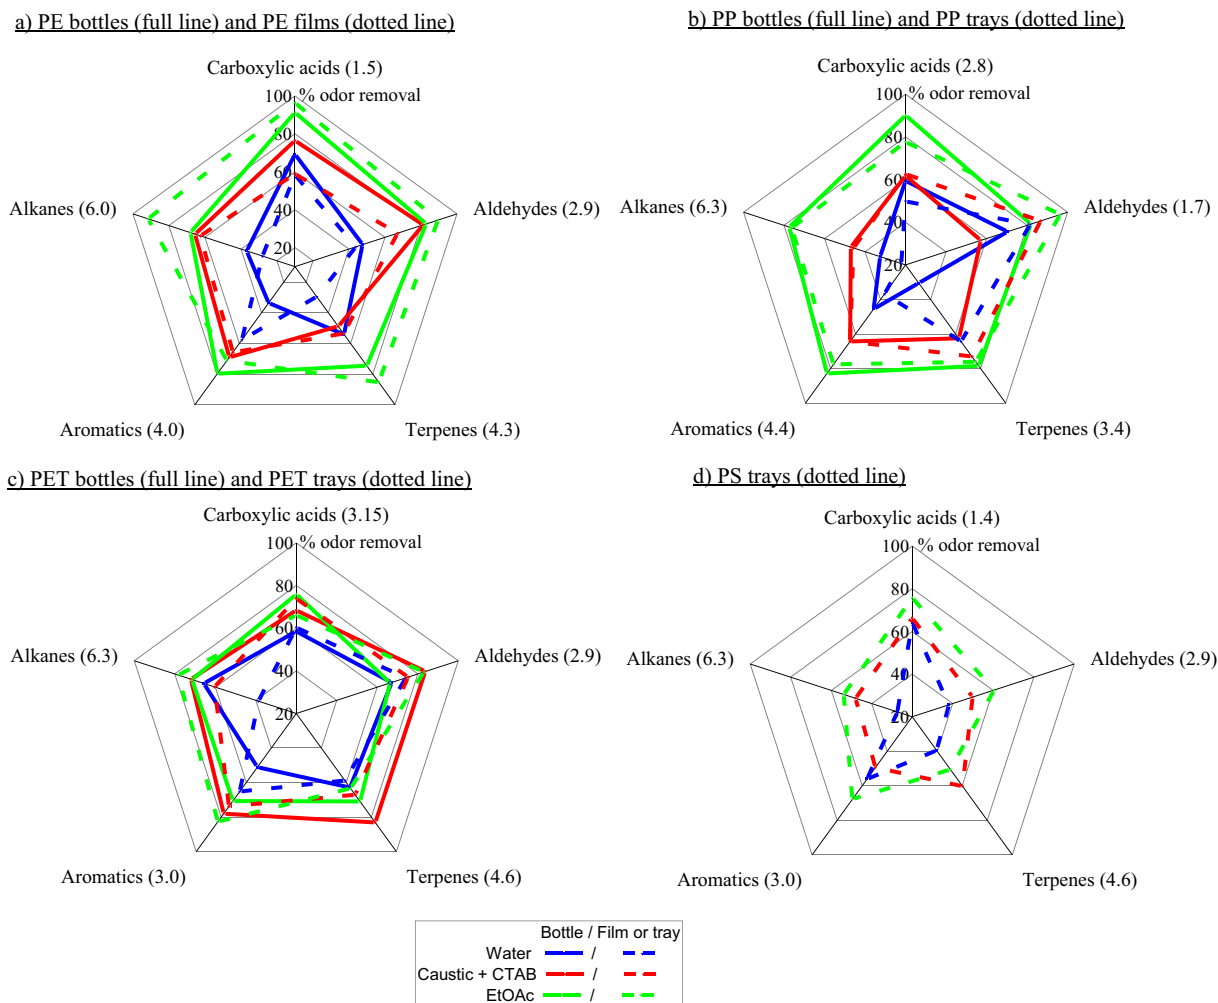 a) PE bottles (full line) and PE films (dotted line)
Carboxylic acids (1.5)
100 % odor removal
80
60
40
20
Alkanes (6.0)
Aldehydes (2.9)
Aromatics (4.0)
Terpenes (4.3)
b) PP bottles (full line) and PP trays (dotted line)
Carboxylic acids (2.8)
100 % odor removal
80
60
40
20
Alkanes (6.3)
Aldehydes (1.7)
Aromatics (4.4)
Terpenes (3.4)
c) PET bottles (full line) and PET trays (dotted line)
Carboxylic acids (3.15)
100 % odor removal
80
60
40
20
Alkanes (6.3)
Aldehydes (2.9)
Aromatics (3.0)
Terpenes (4.6)
d) PS trays (dotted line)
Carboxylic acids (1.4)
100 % odor removal
80
60
40
20
Alkanes (6.3)
Aldehydes (2.9)
Aromatics (3.0)
Terpenes (4.6)
Bottle / Film or tray
Water /
Caustic + CTAB /
EtOAc /